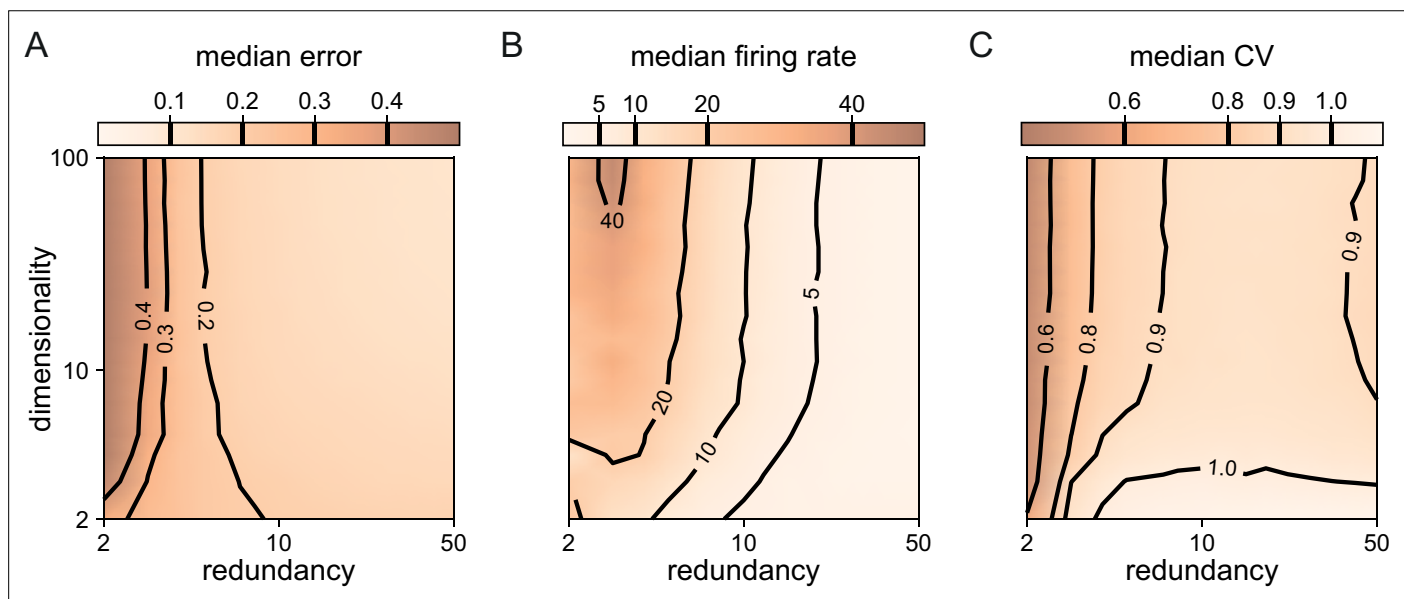 A
median error
0.1 0.2 0.3 0.4
100
10
2
dimensionality
0.4
0.3
0.2
2 10 50
redundancy
B
median firing rate
5 10 20 40
40
20
10
5
2 10 50
redundancy
C
median CV
0.6 0.8 0.9 1.0
0.6
0.8
0.9
0.9
1.0
2 10 50
redundancy